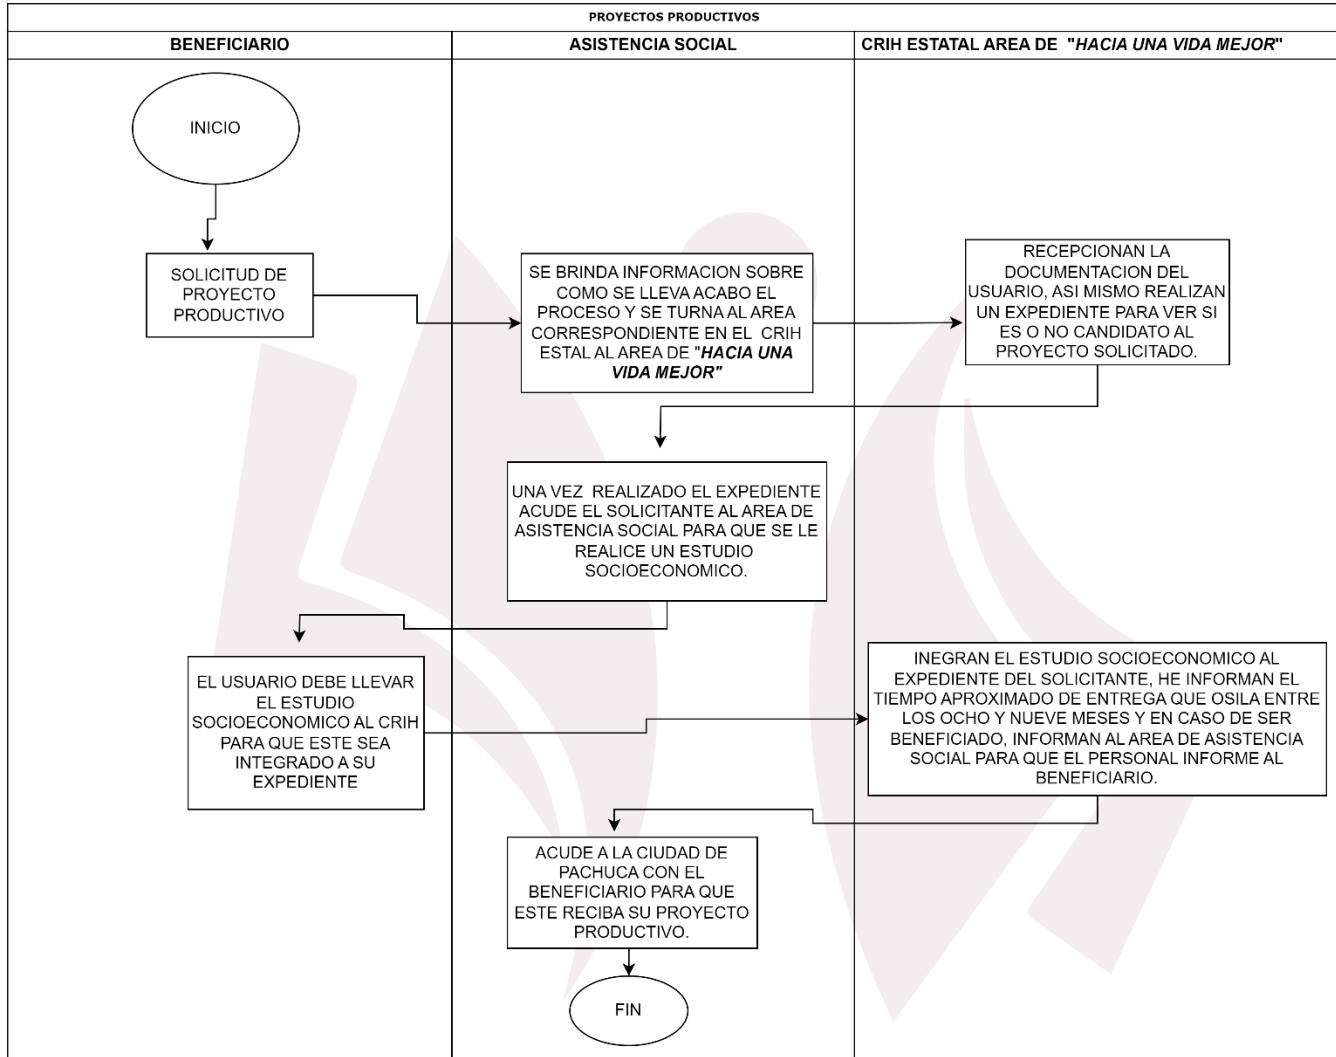 PROYECTOS PRODUCTIVOS
BENEFICIARIO
ASISTENCIA SOCIAL
CRIH ESTATAL AREA DE "HACIA UNA VIDA MEJOR"
INICIO
SOLICITUD DE
PROYECTO
PRODUCTIVO
SE BRINDA INFORMACION SOBRE
COMO SE LLEVA ACABO EL
PROCESO Y SE TURNA AL AREA
CORRESPONDIENTE EN EL CRIH
ESTAL AL AREA DE "HACIA UNA
VIDA MEJOR"
RECEPCIONAN LA
DOCUMENTACION DEL
USUARIO, ASI MISMO REALIZAN
UN EXPEDIENTE PARA VER SI
ES O NO CANDIDATO AL
PROYECTO SOLICITADO.
UNA VEZ REALIZADO EL EXPEDIENTE
ACUDE EL SOLICITANTE AL AREA DE
ASISTENCIA SOCIAL PARA QUE SE LE
REALICE UN ESTUDIO
SOCIOECONOMICO.
EL USUARIO DEBE LLEVAR
EL ESTUDIO
SOCIOECONOMICO AL CRIH
PARA QUE ESTE SEA
INTEGRADO A SU
EXPEDIENTE
INEGRAN EL ESTUDIO SOCIOECONOMICO AL
EXPEDIENTE DEL SOLICITANTE, HE INFORMAN EL
TIEMPO APROXIMADO DE ENTREGA QUE OSILA ENTRE
LOS OCHO Y NUEVE MESES Y EN CASO DE SER
BENEFICIADO, INFORMAN AL AREA DE ASISTENCIA
SOCIAL PARA QUE EL PERSONAL INFORME AL
BENEFICIARIO.
ACUDE A LA CIUDAD DE
PACHUCA CON EL
BENEFICIARIO PARA QUE
ESTE RECIBA SU PROYECTO
PRODUCTIVO.
FIN